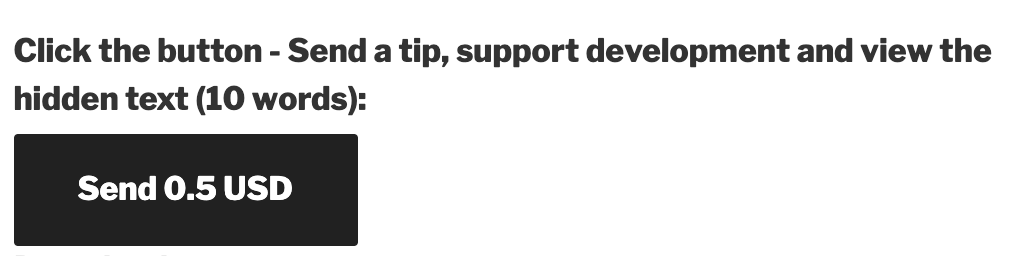 Click the button - Send a tip, support development and view the
hidden text (10 words):
Send 0.5 USD